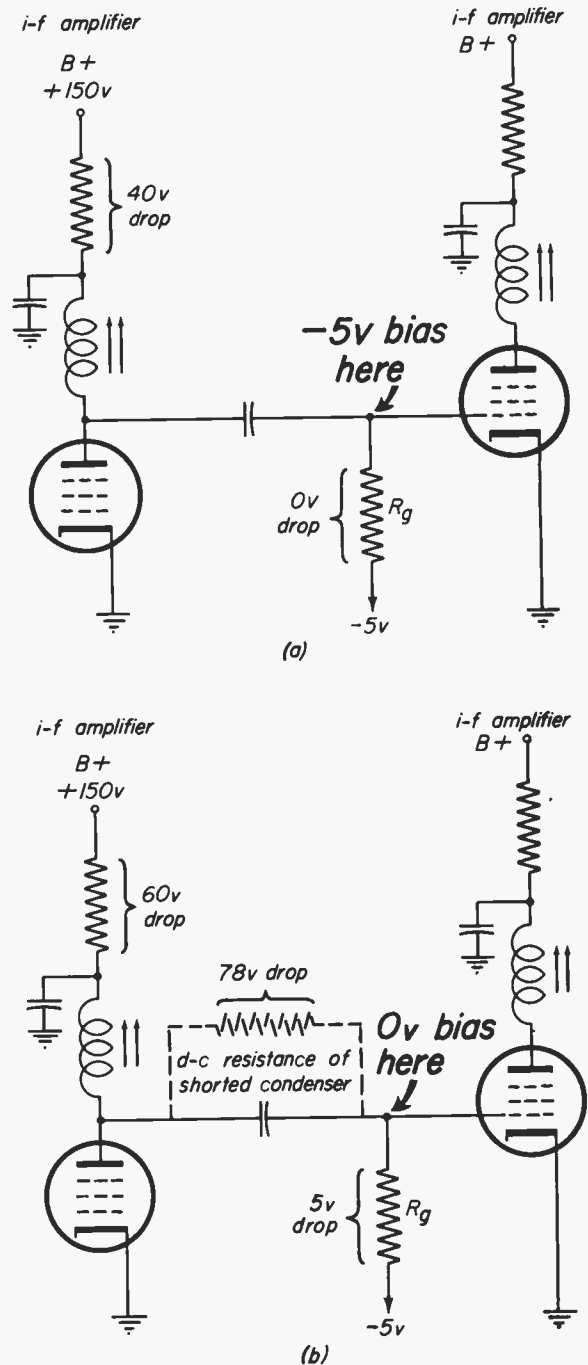 i-f amplifier
B+
+150v
40v
drop
i-f amplifier
B+
-5v bias
here
0v
drop
Rg
-5v
(a)
i-f amplifier
B+
+150v
60v
drop
i-f amplifier
B+
78v drop
d-c resistance of
shorted condenser
0v bias
here
5v
drop
Rg
-5v
(b)